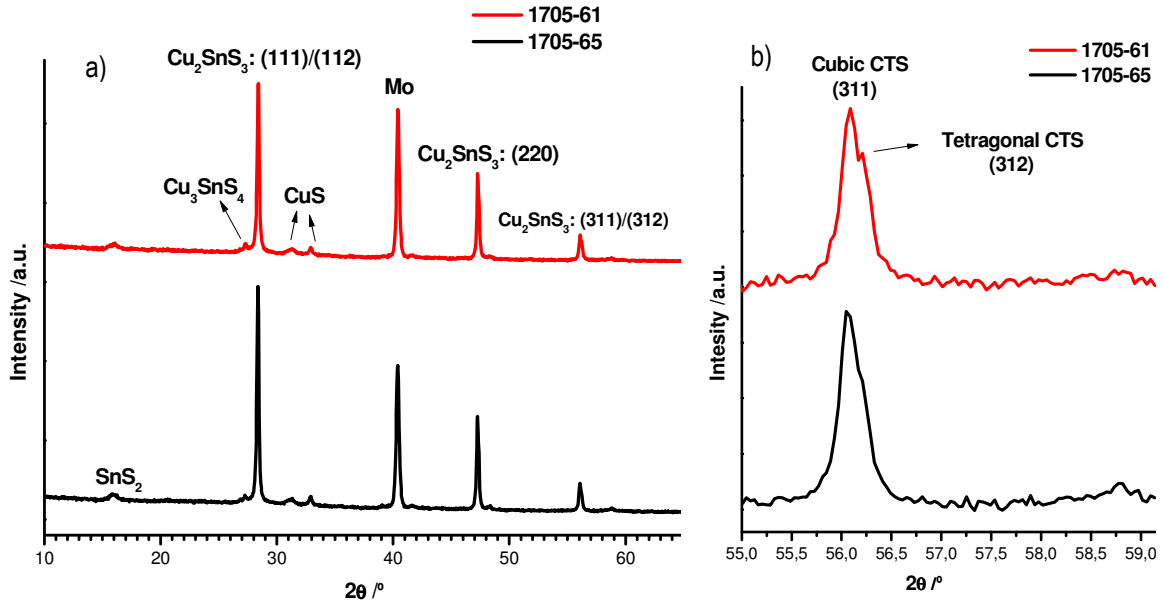 1705-61
1705-65
a)
Cu₂SnS₃: (111)/(112)
Mo
Cu₂SnS₃: (220)
Cu₃SnS₄
CuS
Cu₂SnS₃: (311)/(312)
SnS₂
Intensity /a.u.
10 20 30 40 50 60
2θ /º
b)
1705-61
1705-65
Cubic CTS
(311)
Tetragonal CTS
(312)
Intesity /a.u.
55,0 55,5 56,0 56,5 57,0 57,5 58,0 58,5 59,0
2θ /º